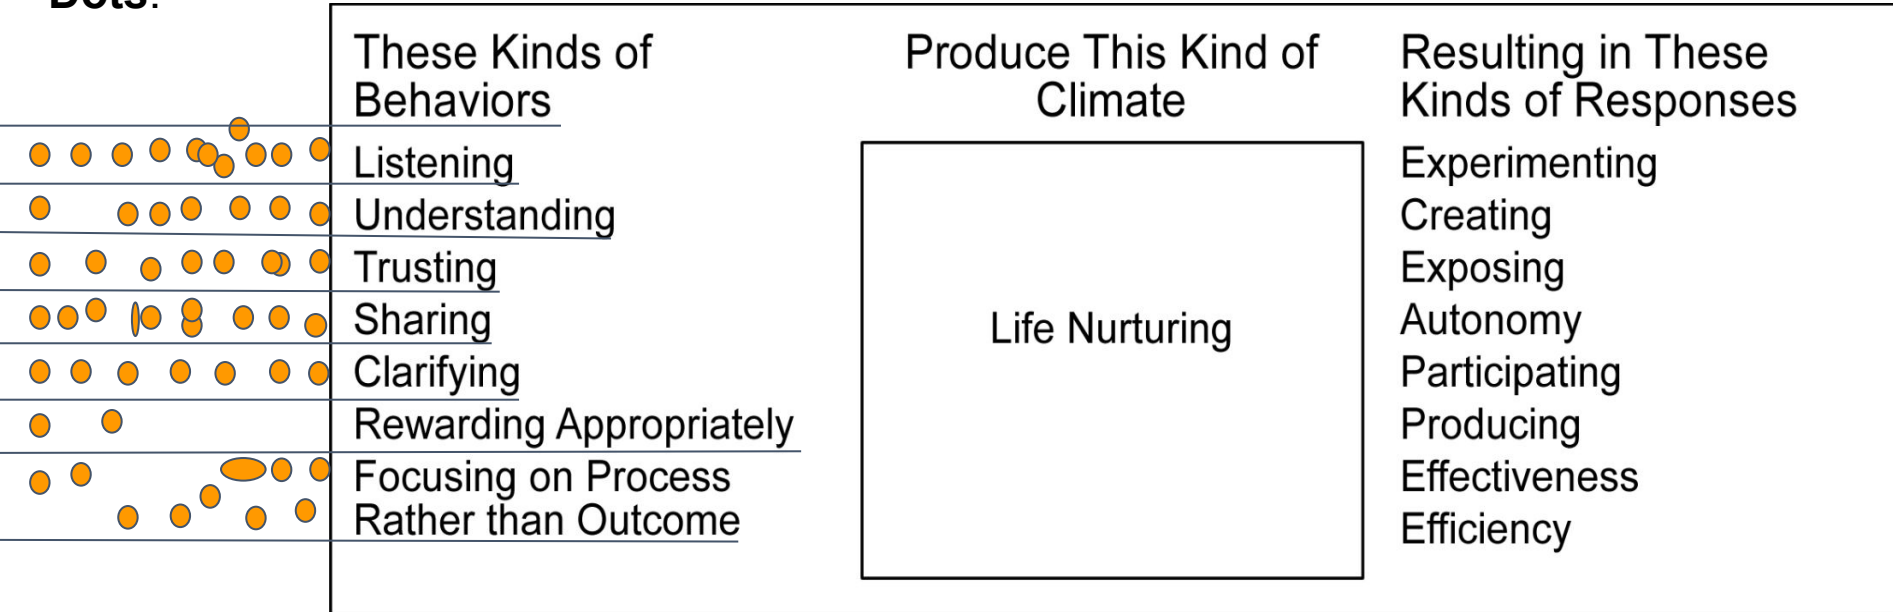 Dots:
These Kinds of
Behaviors
Listening
Understanding
Trusting
Sharing
Clarifying
Rewarding Appropriately
Focusing on Process
Rather than Outcome
Produce This Kind of
Climate
Life Nurturing
Resulting in These
Kinds of Responses
Experimenting
Creating
Exposing
Autonomy
Participating
Producing
Effectiveness
Efficiency